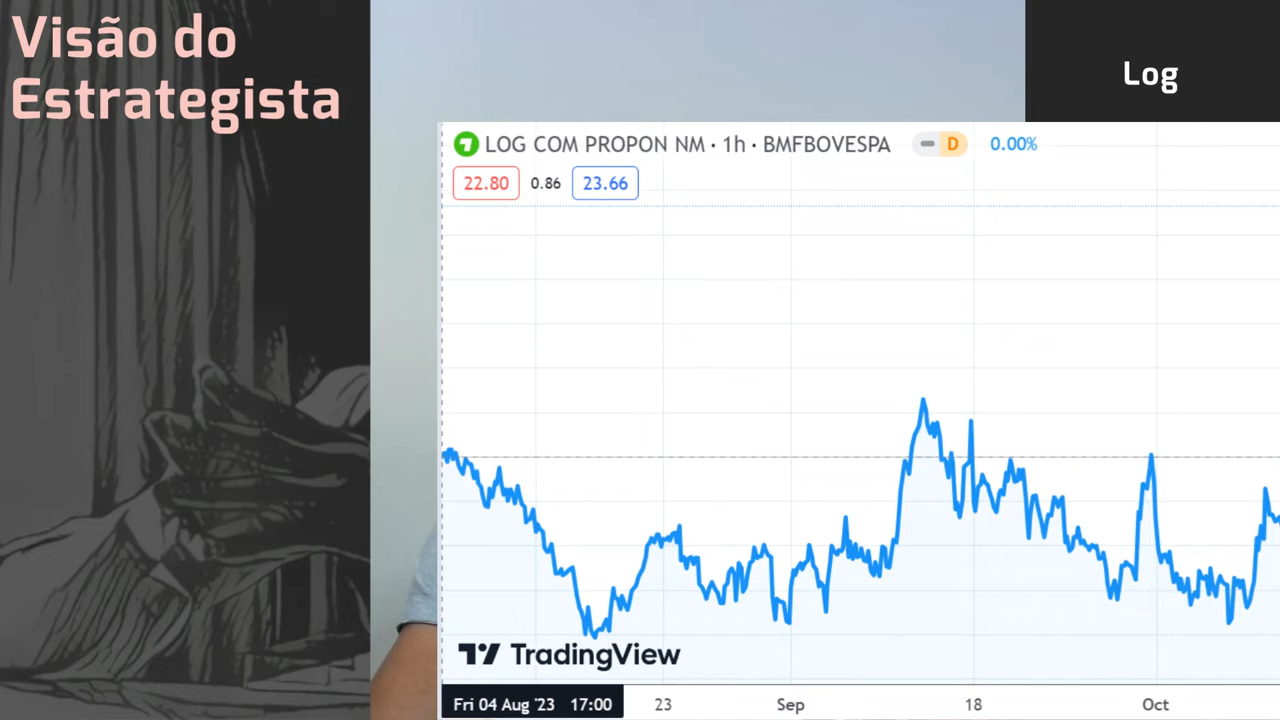 Visão do
Estrategista
Log
LOG COM PROPON NM · 1h · BMFBOVESPA D 0.00%
22.80 0.86 23.66
TradingView
Fri 04 Aug '23 17:00 23 Sep 18 Oct